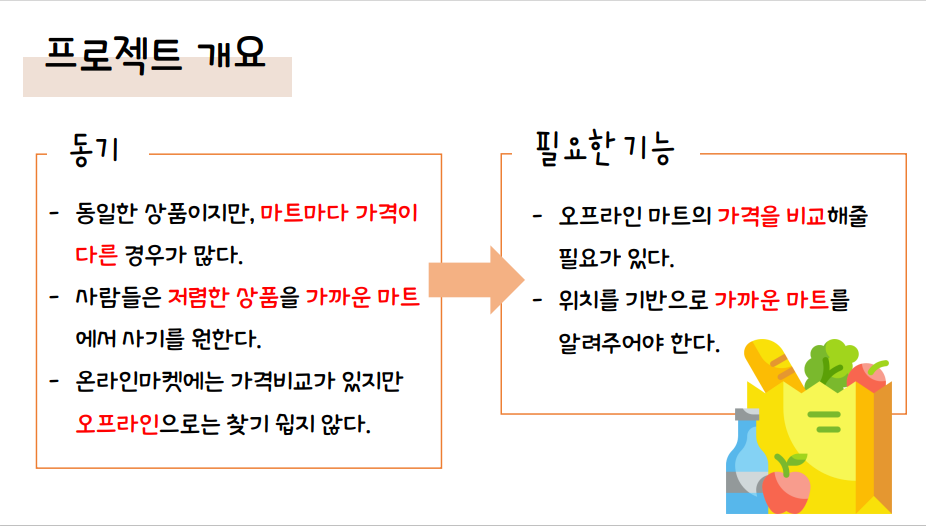 프로젝트 개요
동기
- 동일한 상품이지만, 마트마다 가격이
다른 경우가 많다.
- 사람들은 저렴한 상품을 가까운 마트
에서 사기를 원한다.
- 온라인마켓에는 가격비교가 있지만
오프라인으로는 찾기 쉽지 않다.
필요한 기능
- 오프라인 마트의 가격을 비교해줄
필요가 있다.
- 위치를 기반으로 가까운 마트를
알려주어야 한다.